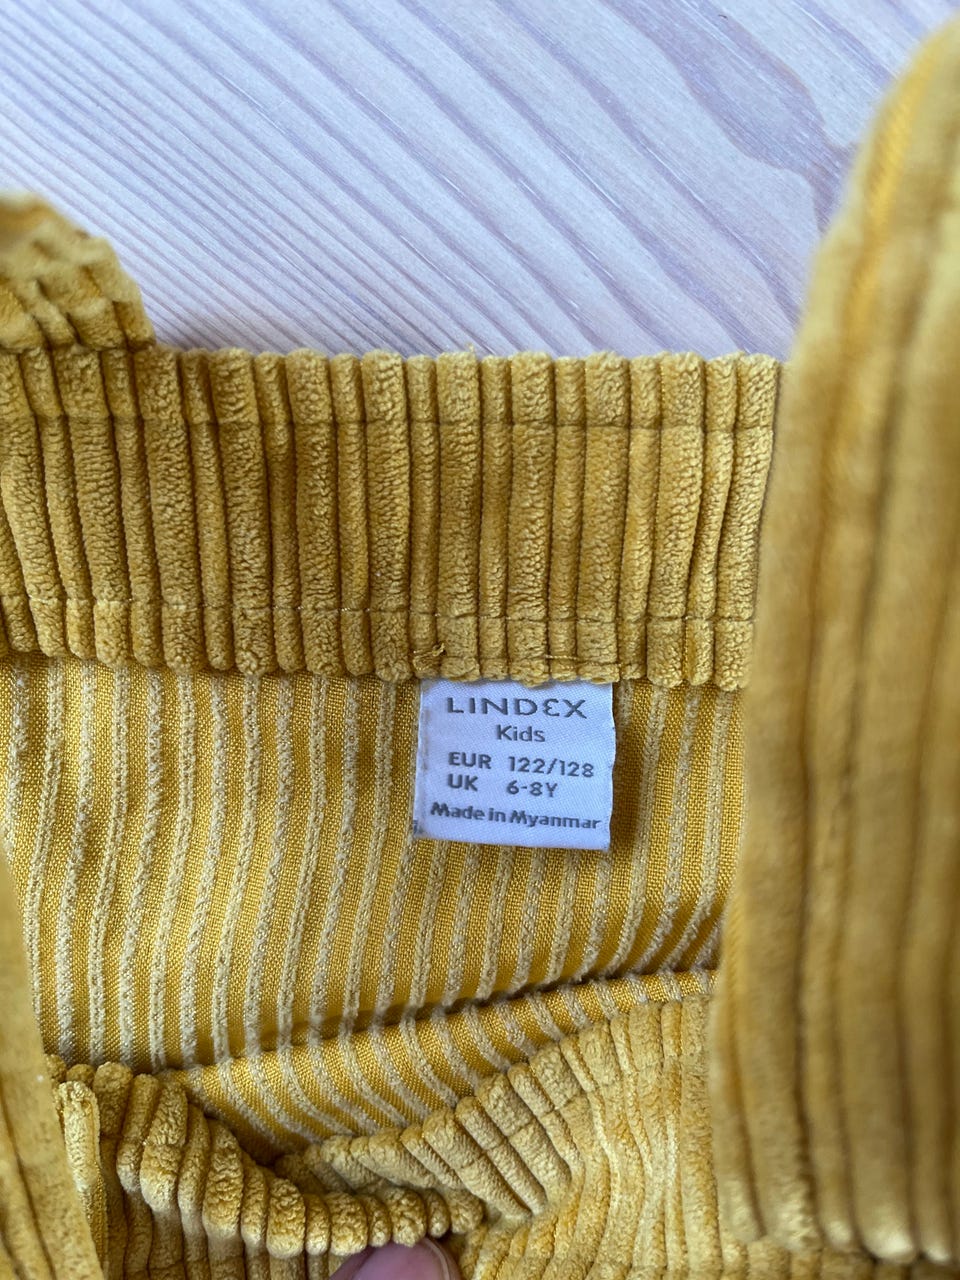 LINDEX
Kids
EUR 122/128
UK 6-8Y
Made in Myanmar